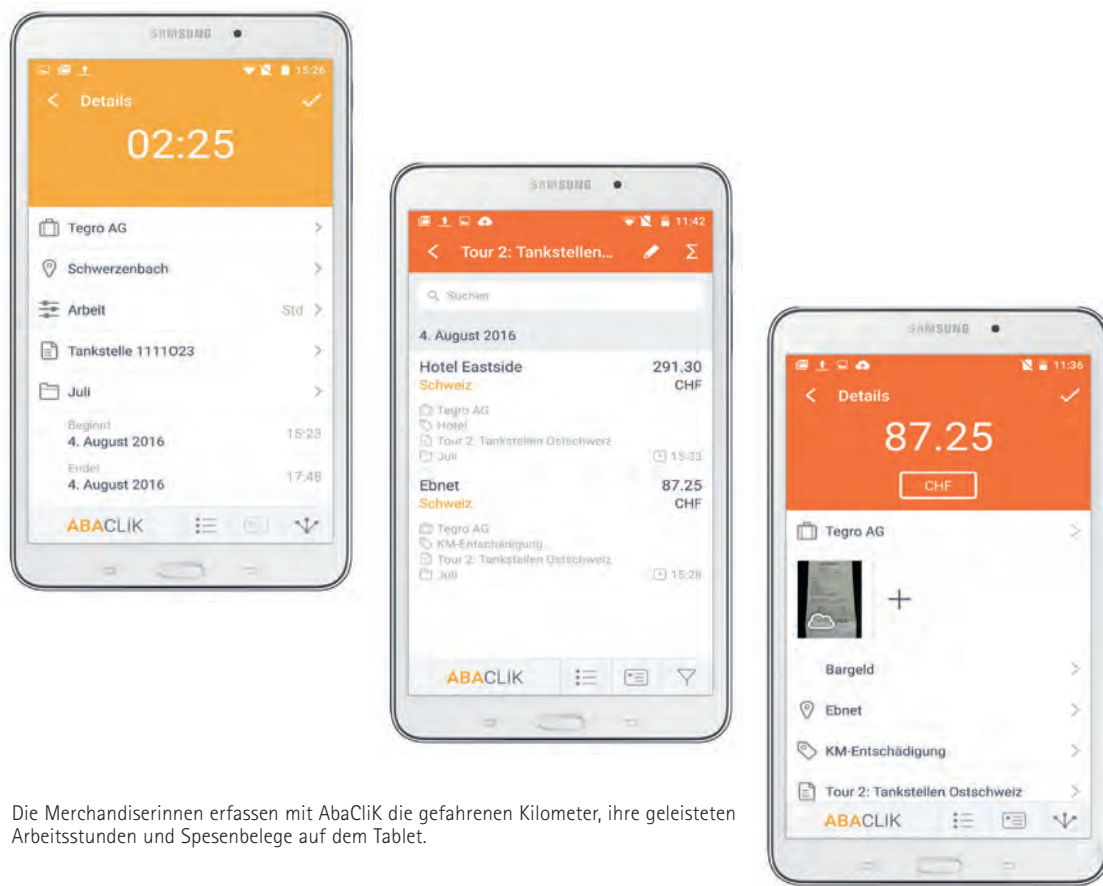 SAMSUNG
15:26
Details
02:25
Tegro AG
Schwerzenbach
Arbeit Std
Tankstelle 1111O23
Juli
Beginnt
4. August 2016 15:23
Endet
4. August 2016 17:48
ABACLIK
SAMSUNG
11:42
Tour 2: Tankstellen... Σ
Suchen
4. August 2016
Hotel Eastside 291.30
Schweiz CHF
Tegro AG
Hotel
Tour 2: Tankstellen Ostschweiz
Juli 15:33
Ebnet 87.25
Schweiz CHF
Tegro AG
KM-Entschädigung
Tour 2: Tankstellen Ostschweiz
Juli 15:28
ABACLIK
SAMSUNG
11:36
Details
87.25
CHF
Tegro AG
+
Bargeld
Ebnet
KM-Entschädigung
Tour 2: Tankstellen Ostschweiz
ABACLIK
Die Merchandiserinnen erfassen mit AbaCliK die gefahrenen Kilometer, ihre geleisteten
Arbeitsstunden und Spesenbelege auf dem Tablet.